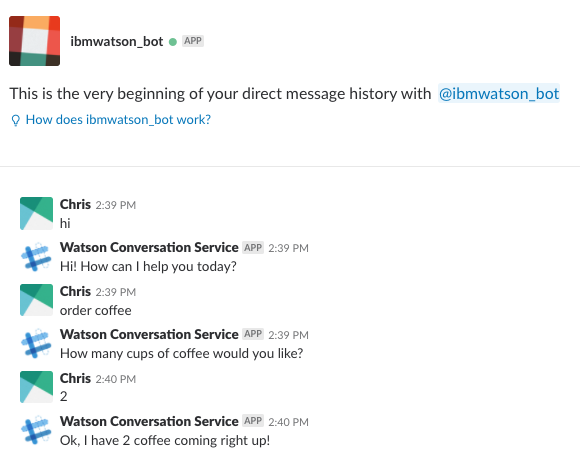 ibmwatson_bot APP
This is the very beginning of your direct message history with @ibmwatson_bot
How does ibmwatson_bot work?
Chris 2:39 PM
hi
Watson Conversation Service APP 2:39 PM
Hi! How can I help you today?
Chris 2:39 PM
order coffee
Watson Conversation Service APP 2:39 PM
How many cups of coffee would you like?
Chris 2:40 PM
2
Watson Conversation Service APP 2:40 PM
Ok, I have 2 coffee coming right up!